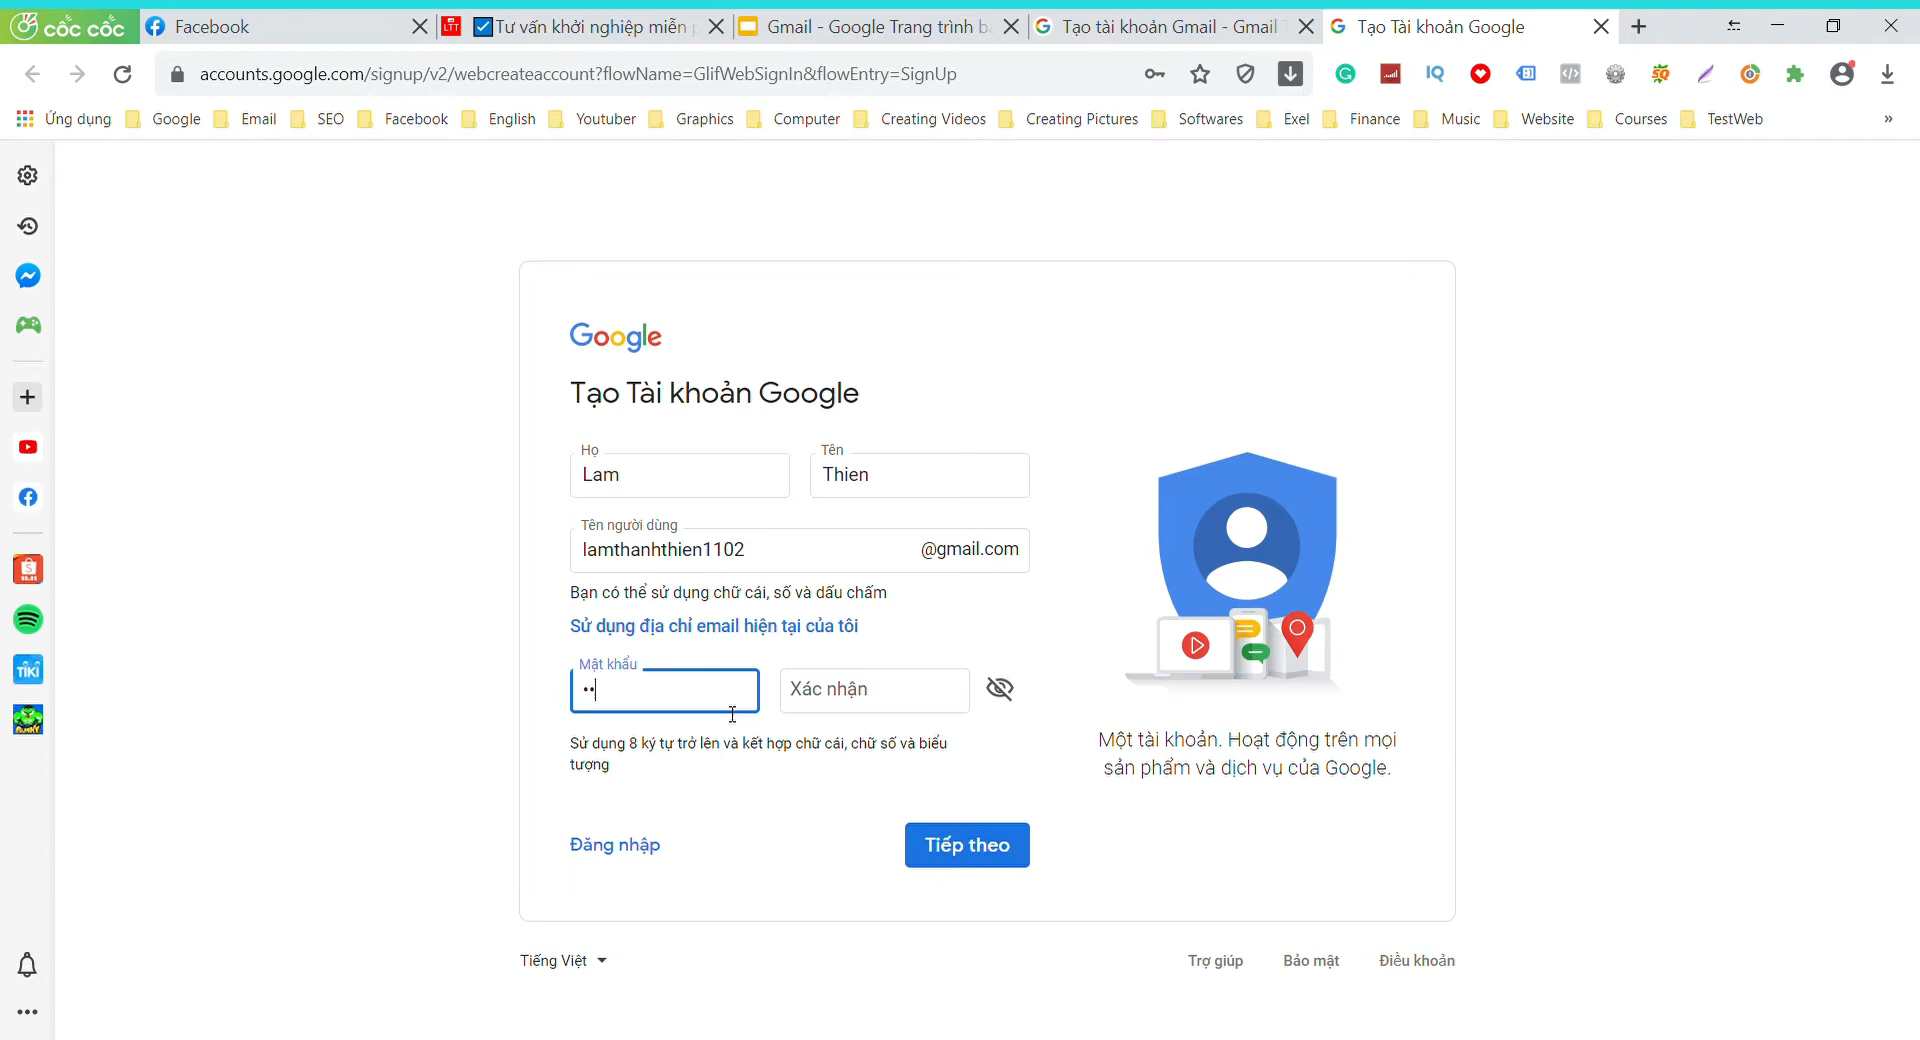 cốc cốc
Facebook
LTT
Tư vấn khởi nghiệp miễn
Gmail - Google Trang trình b
Tạo tài khoản Gmail - Gmail
Tạo Tài khoản Google
accounts.google.com/signup/v2/webcreateaccount?flowName=GlifWebSignIn&flowEntry=SignUp
IQ
SQ
Ứng dụng
Google
Email
SEO
Facebook
English
Youtuber
Graphics
Computer
Creating Videos
Creating Pictures
Softwares
Exel
Finance
Music
Website
Courses
TestWeb
»
11.11
TIKI
Google
Tạo Tài khoản Google
Họ
Lam
Tên
Thien
Tên người dùng
lamthanhthien1102
@gmail.com
Bạn có thể sử dụng chữ cái, số và dấu chấm
Sử dụng địa chỉ email hiện tại của tôi
Mật khẩu
••
Xác nhận
Sử dụng 8 ký tự trở lên và kết hợp chữ cái, chữ số và biểu
tượng
Đăng nhập
Tiếp theo
Một tài khoản. Hoạt động trên mọi
sản phẩm và dịch vụ của Google.
Tiếng Việt
Trợ giúp
Bảo mật
Điều khoản